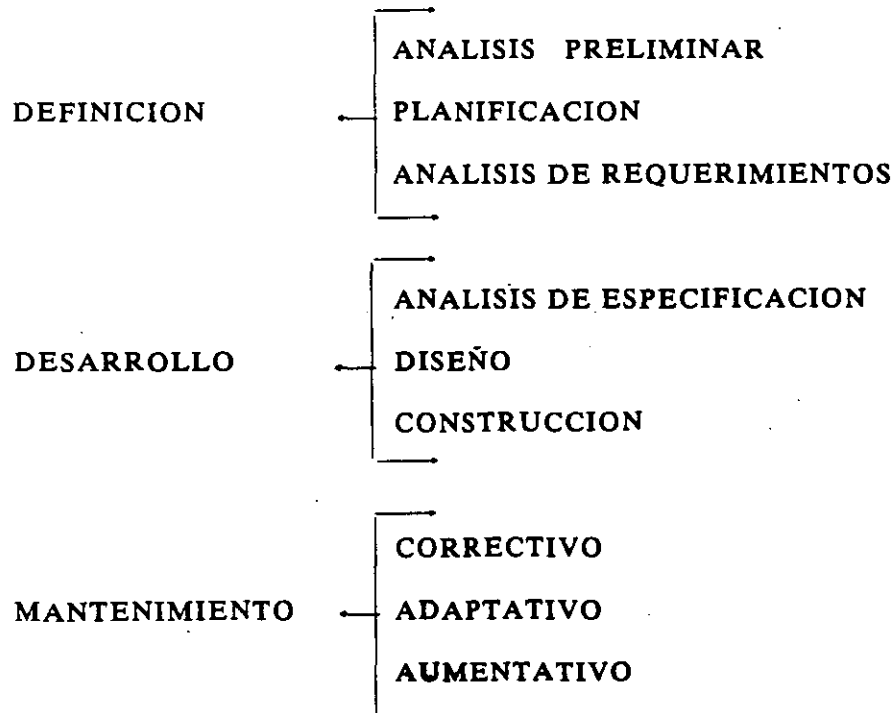 ANALISIS PRELIMINAR
DEFINICION PLANIFICACION
ANALISIS DE REQUERIMIENTOS
ANALISIS DE ESPECIFICACION
DESARROLLO DISEÑO
CONSTRUCCION
CORRECTIVO
MANTENIMIENTO ADAPTATIVO
AUMENTATIVO